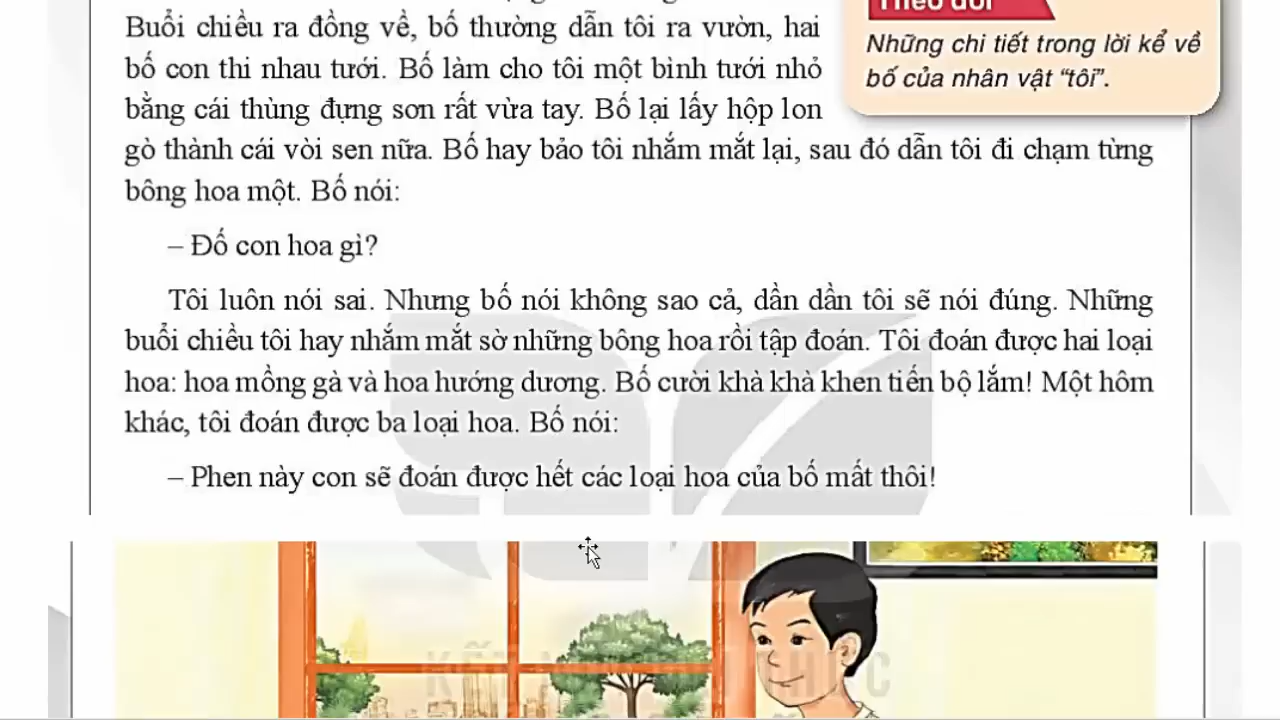 Theo dõi
Những chi tiết trong lời kể về
bố của nhân vật “tôi”.
Buổi chiều ra đồng về, bố thường dẫn tôi ra vườn, hai
bố con thi nhau tưới. Bố làm cho tôi một bình tưới nhỏ
bằng cái thùng đựng sơn rất vừa tay. Bố lại lấy hộp lon
gò thành cái vòi sen nữa. Bố hay bảo tôi nhắm mắt lại, sau đó dẫn tôi đi chạm từng
bông hoa một. Bố nói:
– Đố con hoa gì?
Tôi luôn nói sai. Nhưng bố nói không sao cả, dần dần tôi sẽ nói đúng. Những
buổi chiều tôi hay nhắm mắt sờ những bông hoa rồi tập đoán. Tôi đoán được hai loại
hoa: hoa mồng gà và hoa hướng dương. Bố cười khà khà khen tiến bộ lắm! Một hôm
khác, tôi đoán được ba loại hoa. Bố nói:
– Phen này con sẽ đoán được hết các loại hoa của bố mất thôi!